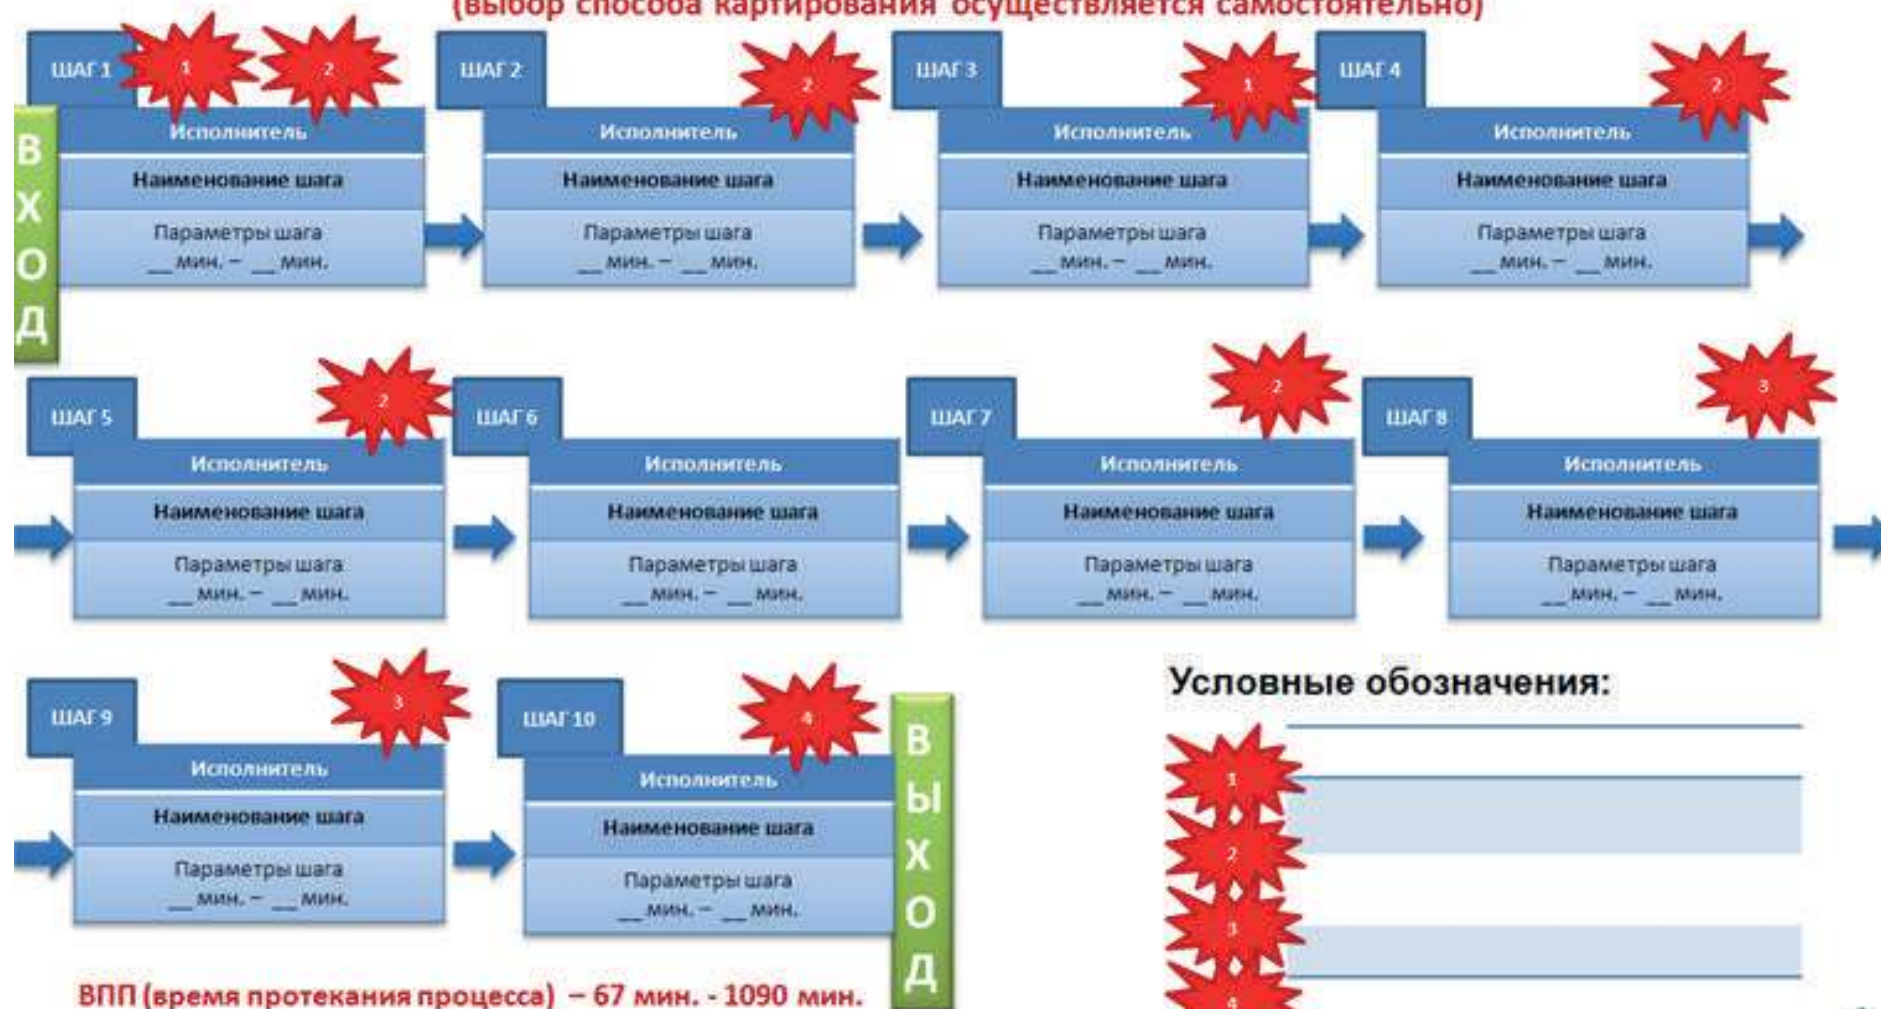 (выбор способа картирования осуществляется самостоятельно)
ШАГ 1
1
2
ШАГ 2
2
ШАГ 3
1
ШАГ 4
2
ВХОД
Исполнитель
Наименование шага
Параметры шага
__ мин. – __ мин.
Исполнитель
Наименование шага
Параметры шага
__ мин. – __ мин.
Исполнитель
Наименование шага
Параметры шага
__ мин. – __ мин.
Исполнитель
Наименование шага
Параметры шага
__ мин. – __ мин.
ШАГ 5
2
ШАГ 6
ШАГ 7
2
ШАГ 8
3
Исполнитель
Наименование шага
Параметры шага
__ мин. – __ мин.
Исполнитель
Наименование шага
Параметры шага
__ мин. – __ мин.
Исполнитель
Наименование шага
Параметры шага
__ мин. – __ мин.
Исполнитель
Наименование шага
Параметры шага
__ мин. – __ мин.
ШАГ 9
3
ШАГ 10
4
Исполнитель
Наименование шага
Параметры шага
__ мин. – __ мин.
Исполнитель
Наименование шага
Параметры шага
__ мин. – __ мин.
ВЫХОД
Условные обозначения:
1
2
3
4
ВПП (время протекания процесса) – 67 мин. - 1090 мин.